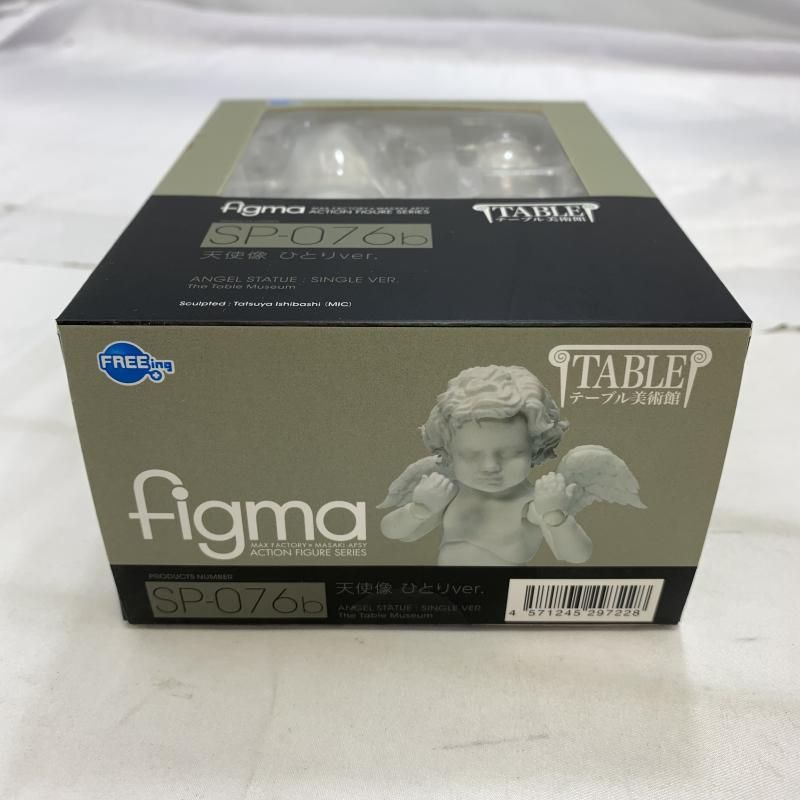 figma
MAX FACTORY × MASAKI APSY
ACTION FIGURE SERIES
TABLE
テーブル美術館
SP-076b
天使像 ひとりver.
ANGEL STATUE : SINGLE VER.
The Table Museum
Sculpted : Tatsuya Ishibashi (MIC)
FREEing
TABLE
テーブル美術館
figma
MAX FACTORY × MASAKI APSY
ACTION FIGURE SERIES
PRODUCTS NUMBER
SP-076b
天使像 ひとりver.
ANGEL STATUE : SINGLE VER.
The Table Museum
4 571245 297228